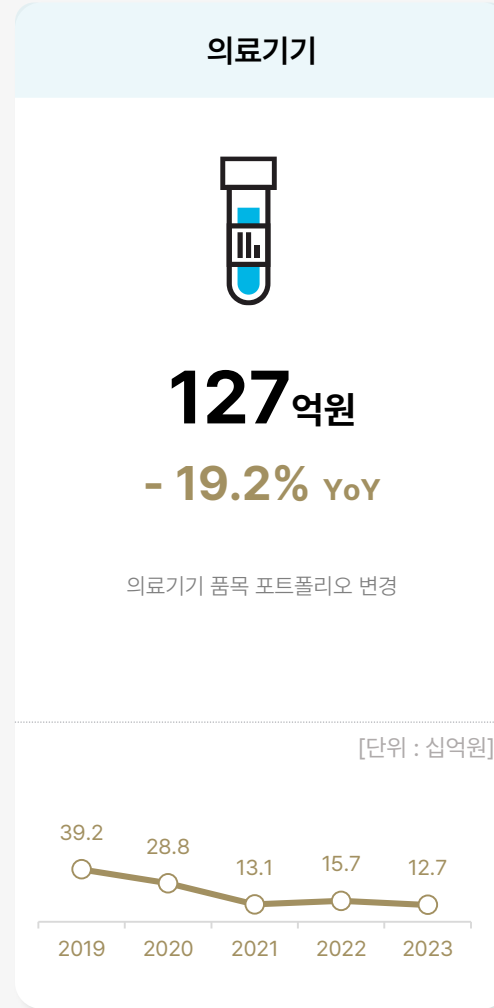 의료기기
127억원
- 19.2% YoY
의료기기 품목 포트폴리오 변경
[단위 : 십억원]
39.2 28.8 13.1 15.7 12.7
2019 2020 2021 2022 2023